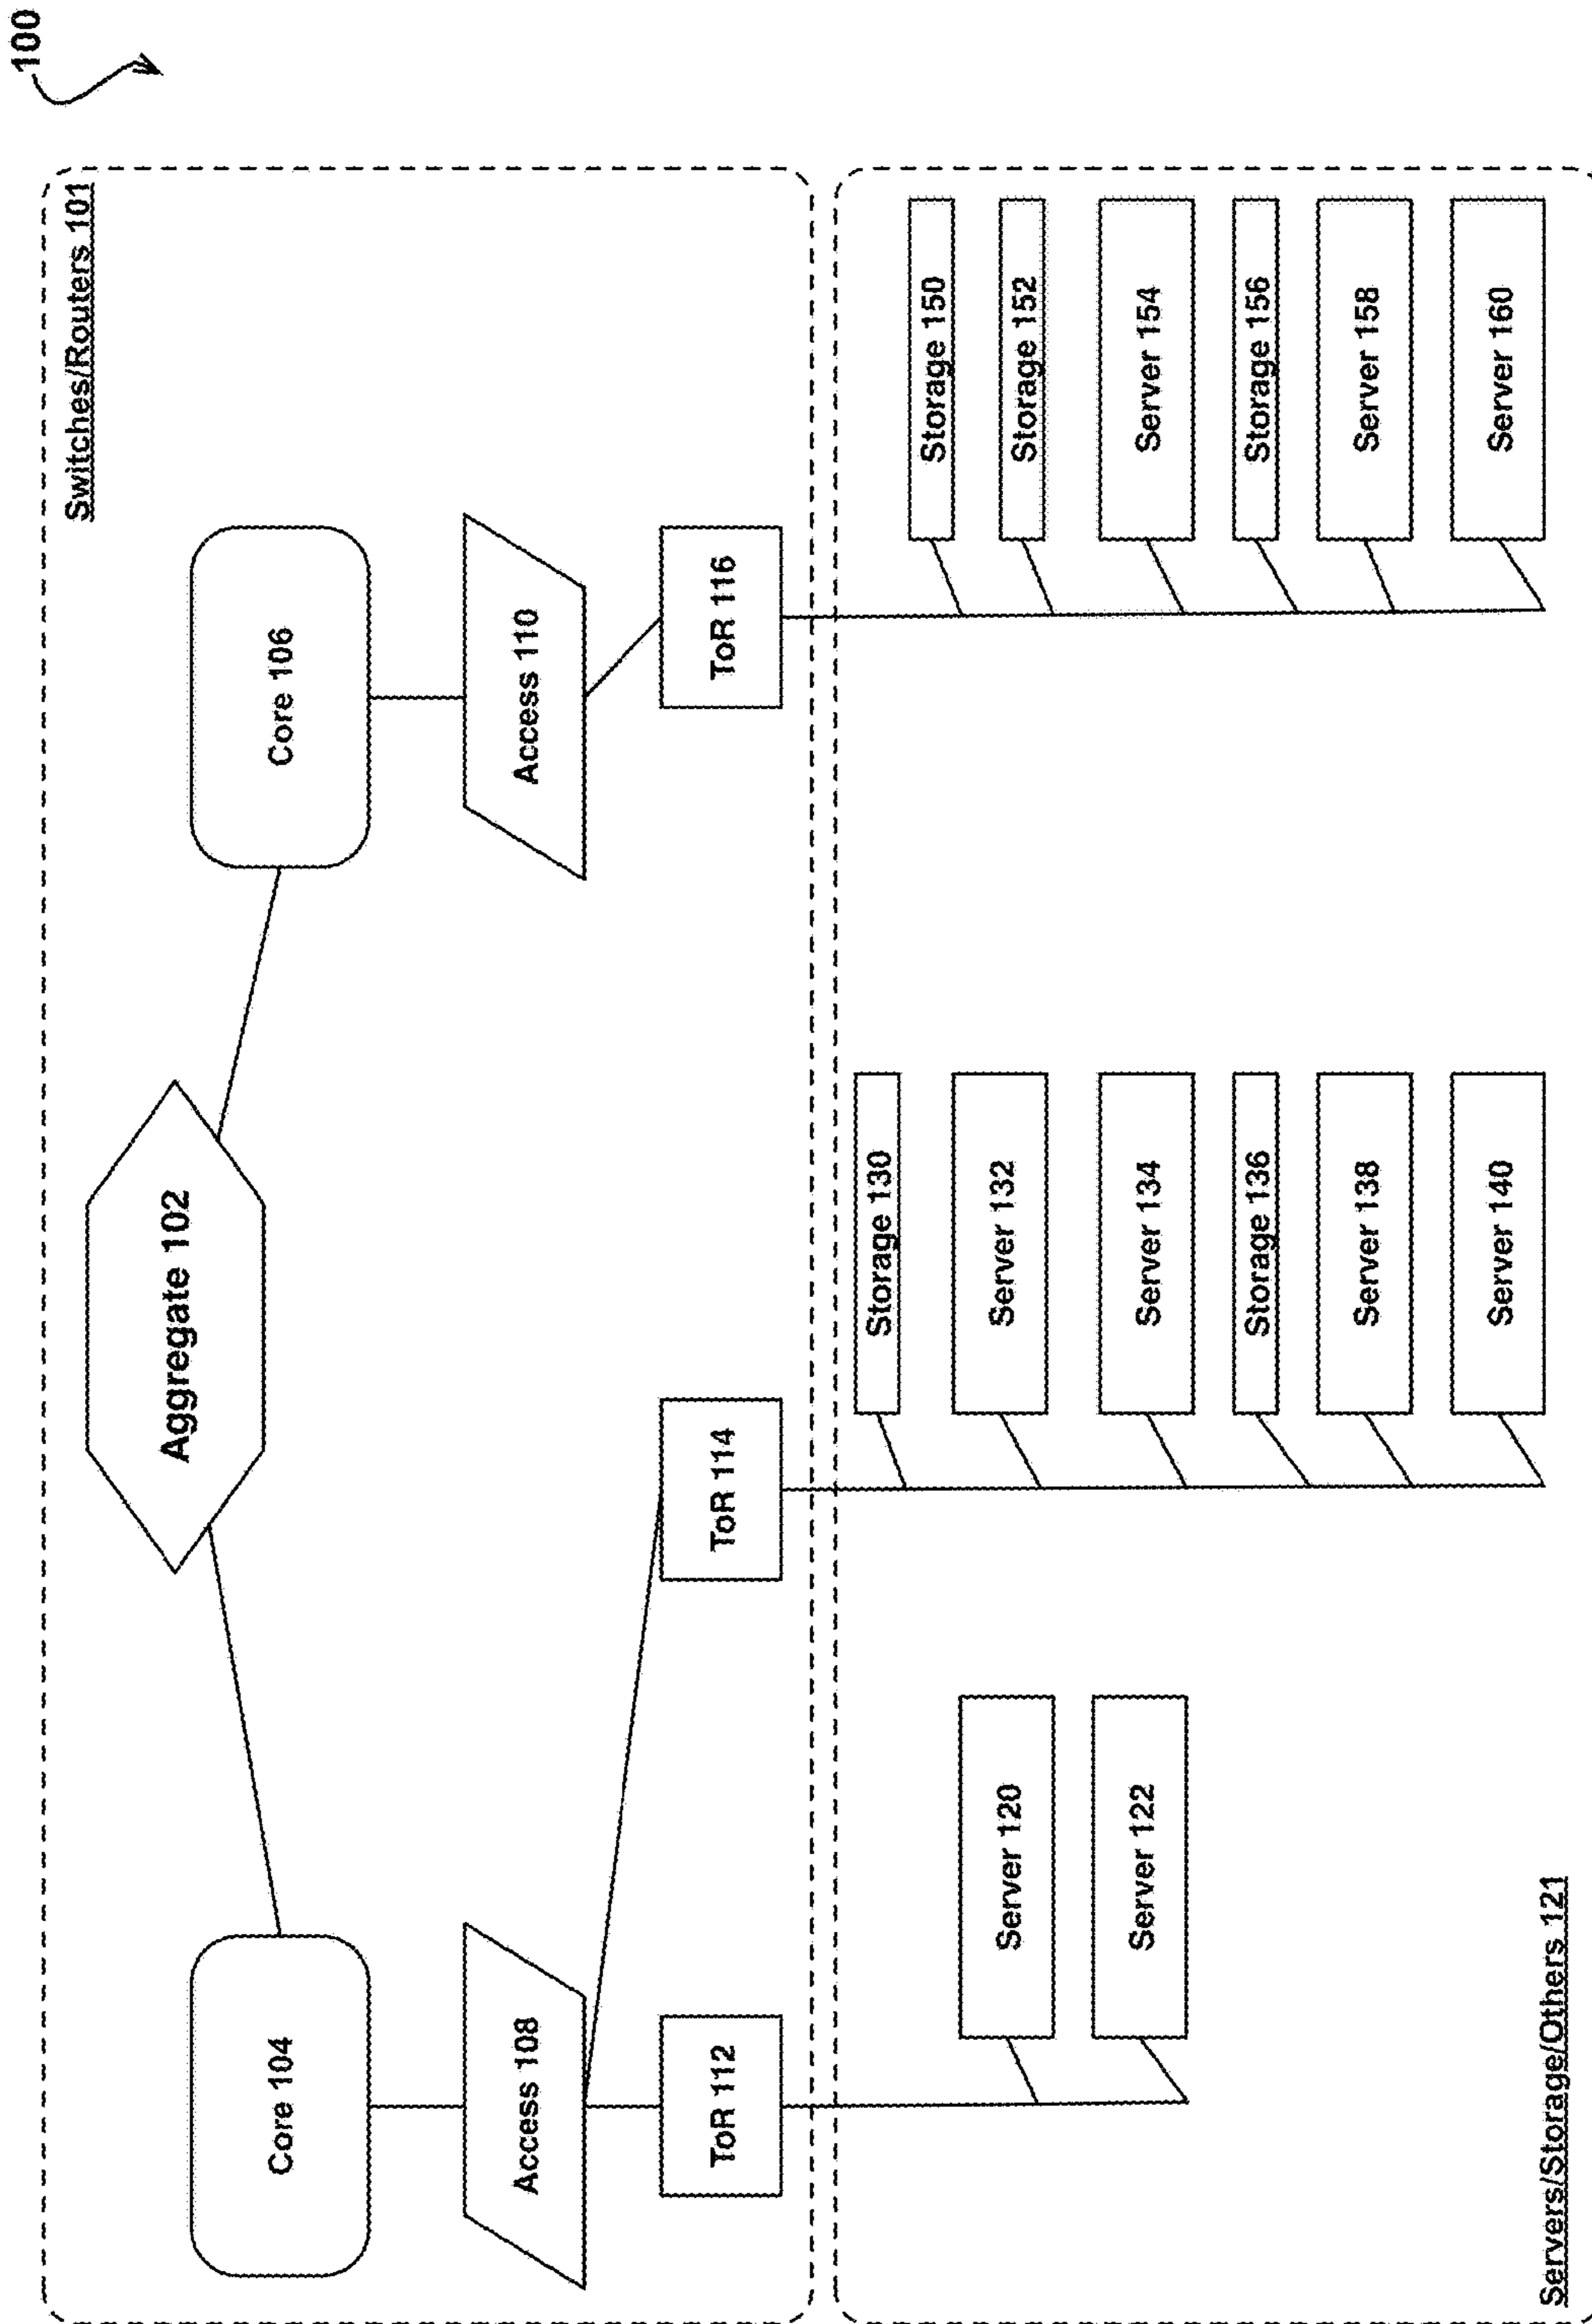 100
Switches/Routers 101
Aggregate 102
Core 104
Core 106
Access 108
Access 110
ToR 112
ToR 114
ToR 116
Server 120
Server 122
Storage 130
Server 132
Server 134
Storage 136
Server 138
Server 140
Storage 150
Storage 152
Server 154
Storage 156
Server 158
Server 160
Servers/Storage/Others 121